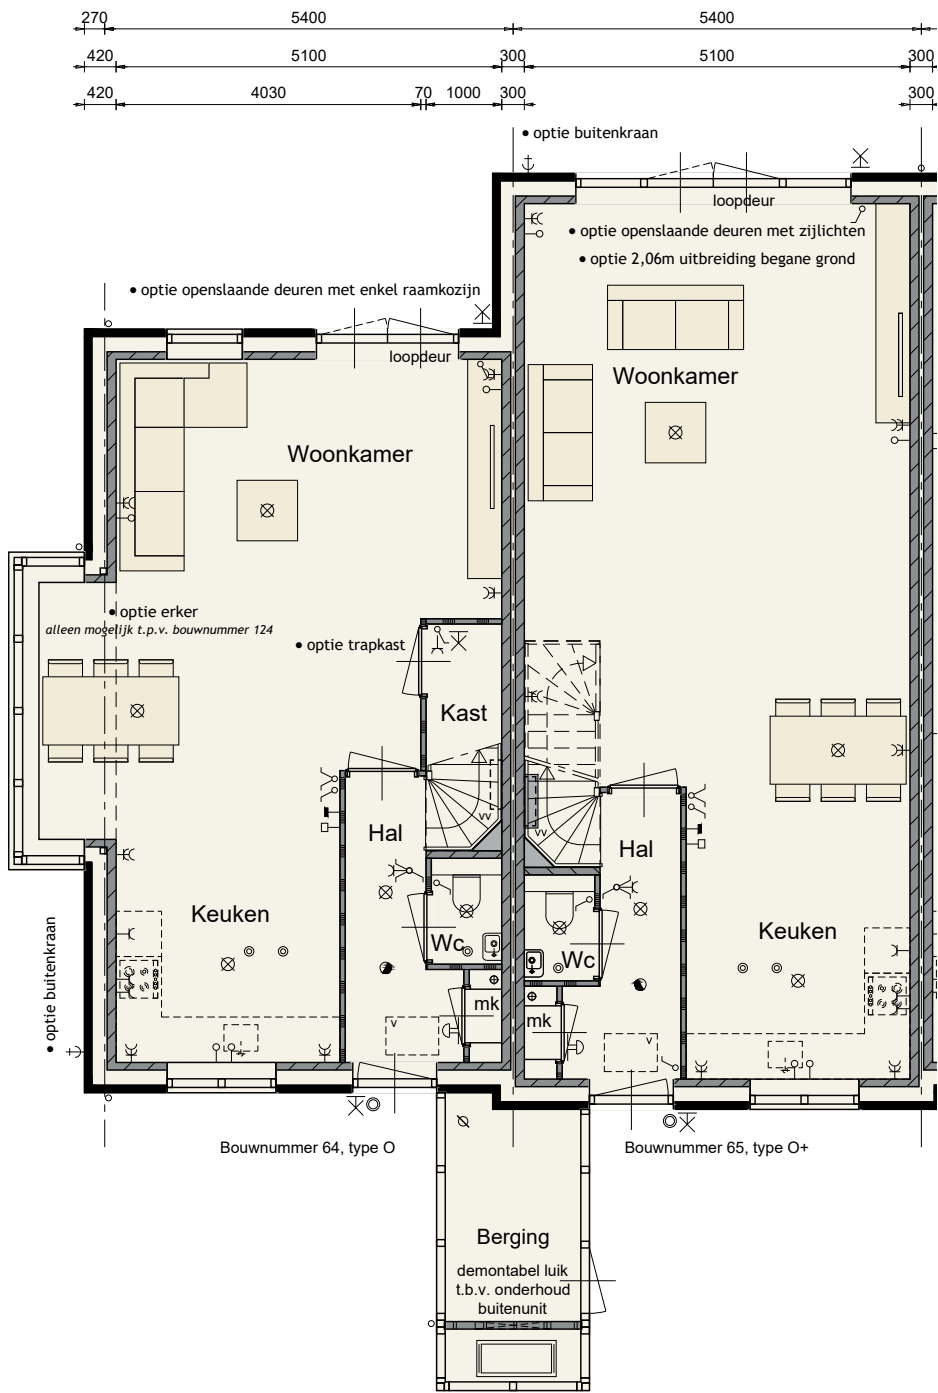 270 5400 5400
420 5100 300 5100 300
420 4030 70 1000 300 300
• optie buitenkraan
loopdeur
• optie openslaande deuren met zijlichten
• optie 2,06m uitbreiding begane grond
• optie openslaande deuren met enkel raamkozijn
loopdeur
Woonkamer
Woonkamer
• optie erker
alleen mogelijk t.p.v. bouwnummer 124
• optie trapkast
Kast
vv
vv
Hal
Hal
Keuken
Keuken
Wc
Wc
mk
mk
v
v
• optie buitenkraan
Bouwnummer 64, type O
Bouwnummer 65, type O+
Berging
demontabel luik
t.b.v. onderhoud
buitenunit